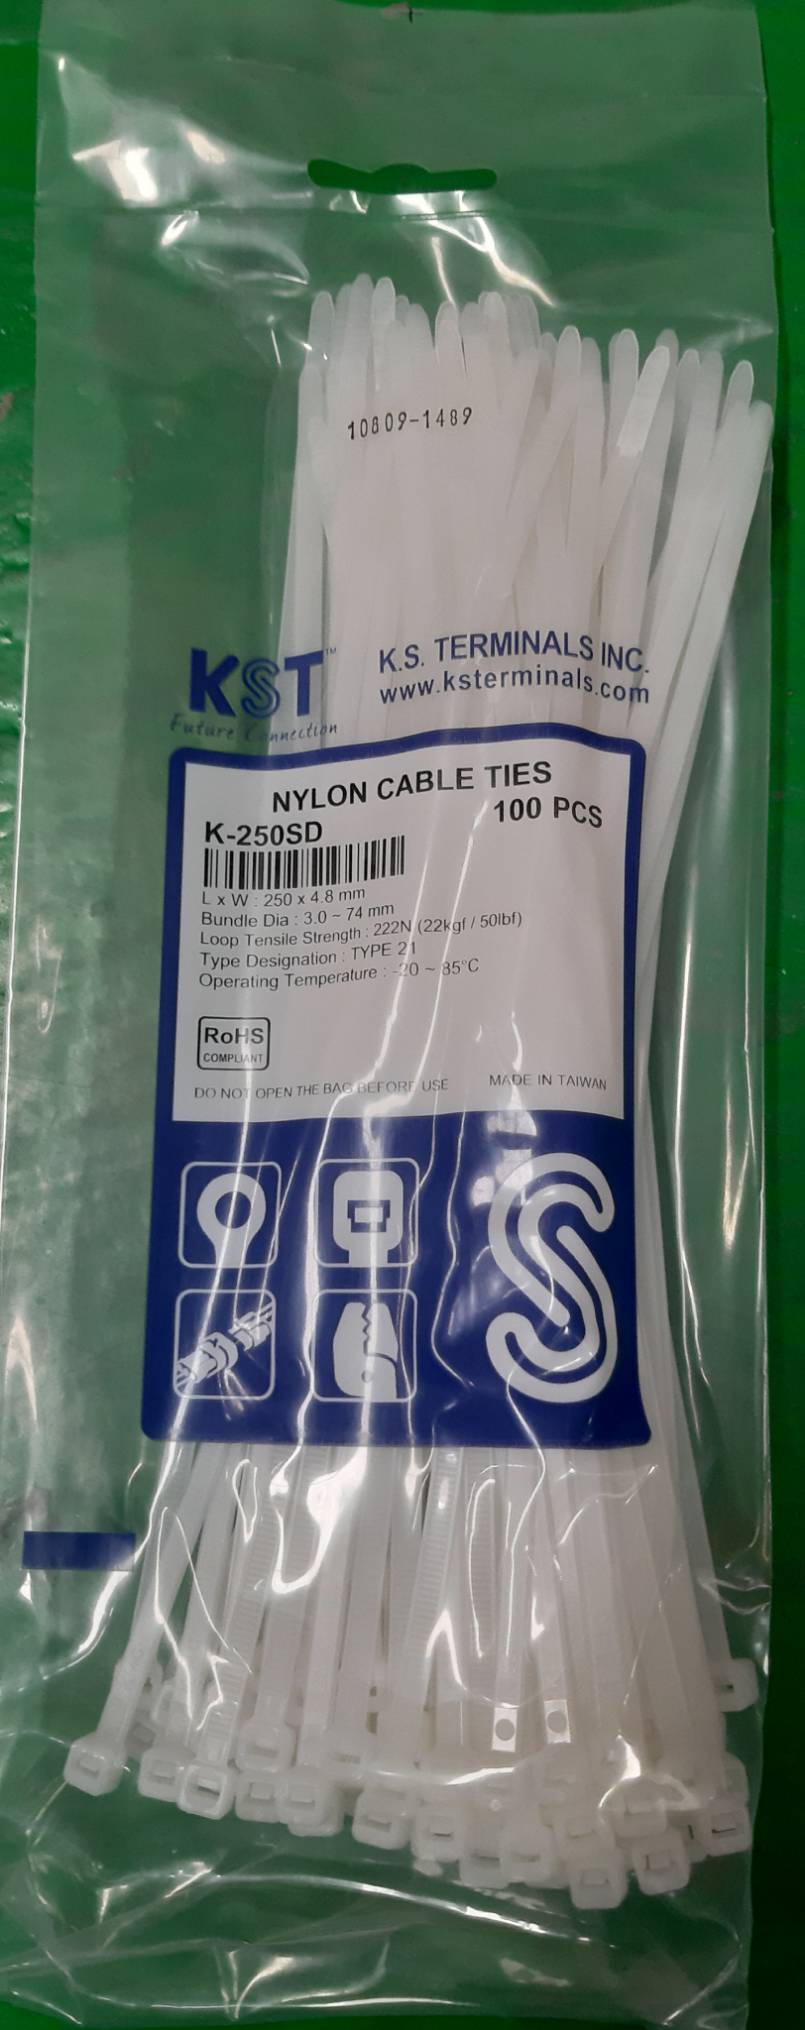 10809-1489
KST™
K.S. TERMINALS INC.
www.ksterminals.com
Future Connection
NYLON CABLE TIES
100 PCS
K-250SD
L x W : 250 x 4.8 mm
Bundle Dia : 3.0 ~ 74 mm
Loop Tensile Strength : 222N (22kgf / 50lbf)
Type Designation : TYPE 21
Operating Temperature : -20 ~ 85°C
RoHS
COMPLIANT
DO NOT OPEN THE BAG BEFORE USE
MADE IN TAIWAN